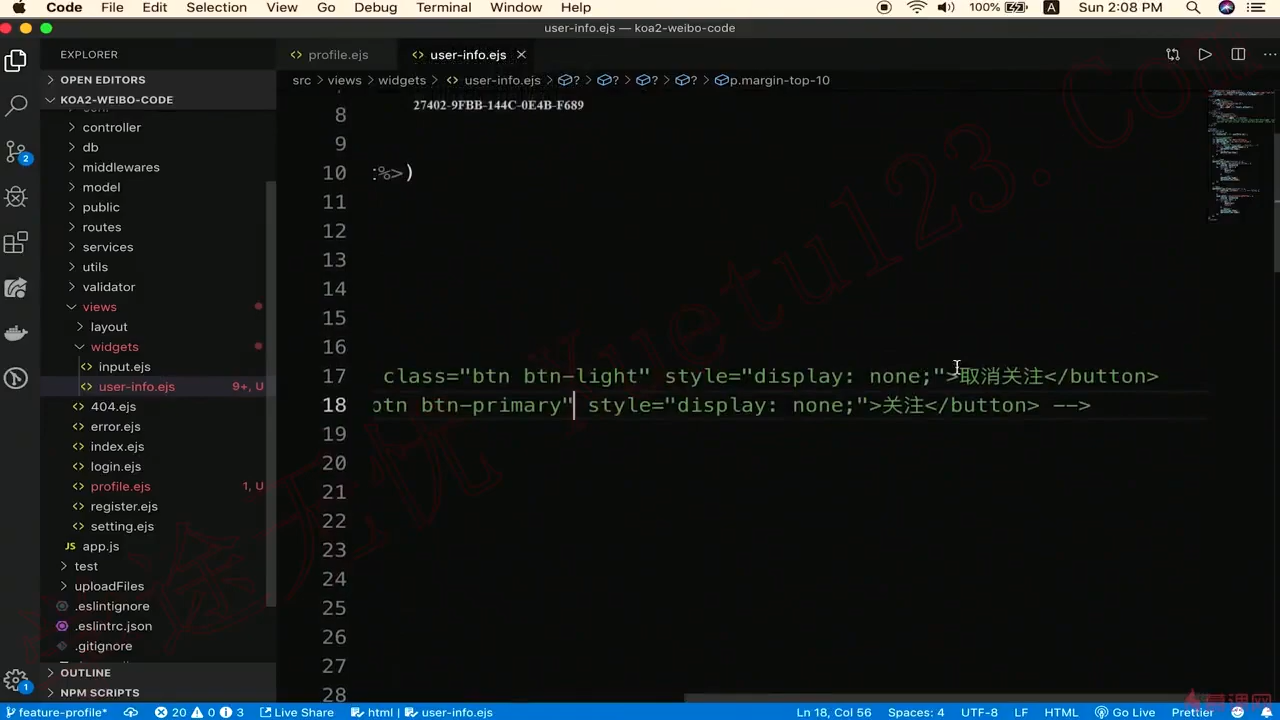 Code File Edit Selection View Go Debug Terminal Window Help 100% A Sun 2:08 PM
user-info.ejs — koa2-weibo-code
EXPLORER
profile.ejs
user-info.ejs
src > views > widgets > user-info.ejs > ? > ? > ? > ? > p.margin-top-10
OPEN EDITORS
KOA2-WEIBO-CODE
controller
db
middlewares
model
public
routes
services
utils
validator
views
layout
widgets
input.ejs
user-info.ejs 9+, U
404.ejs
error.ejs
index.ejs
login.ejs
profile.ejs 1, U
register.ejs
setting.ejs
JS app.js
test
uploadFiles
.eslintignore
.eslintrc.json
.gitignore
OUTLINE
NPM SCRIPTS
2
1
27402-9FBB-144C-0E4B-F689
8
9
10 :%>)
11
12
13
14
15
16
17 class="btn btn-light" style="display: none;">取消关注</button>
18 btn btn-primary" style="display: none;">关注</button> -->
19
20
21
22
23
24
25
26
27
28
feature-profile* 20 0 3 Live Share html | user-info.ejs Ln 18, Col 56 Spaces: 4 UTF-8 LF HTML Go Live Prettier